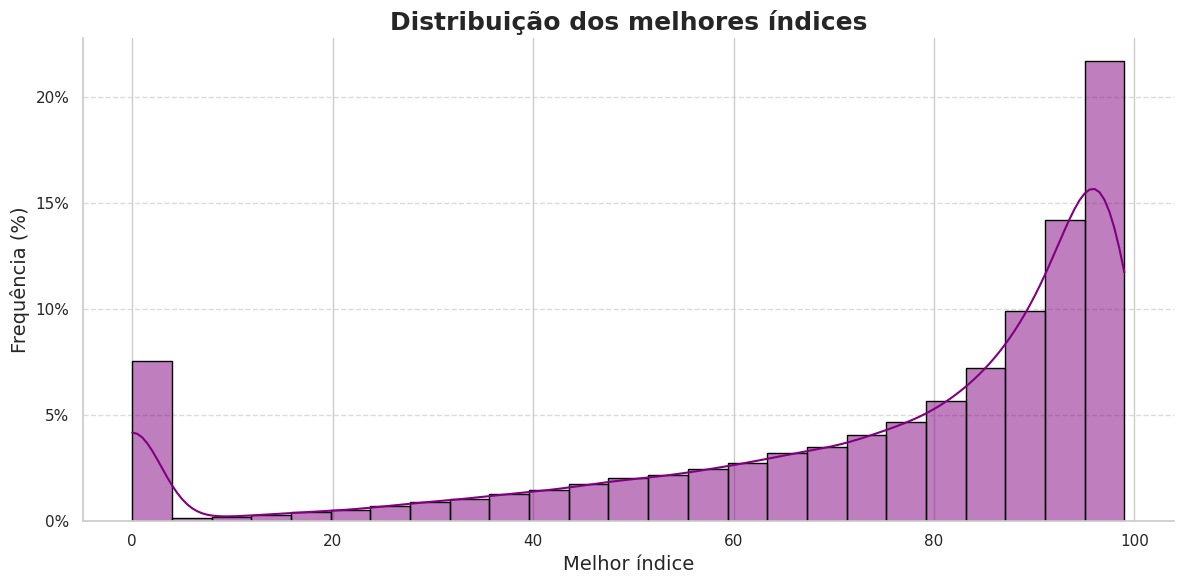 Distribuição dos melhores índices
Frequência (%)
20%
15%
10%
5%
0%
0 20 40 60 80 100
Melhor índice